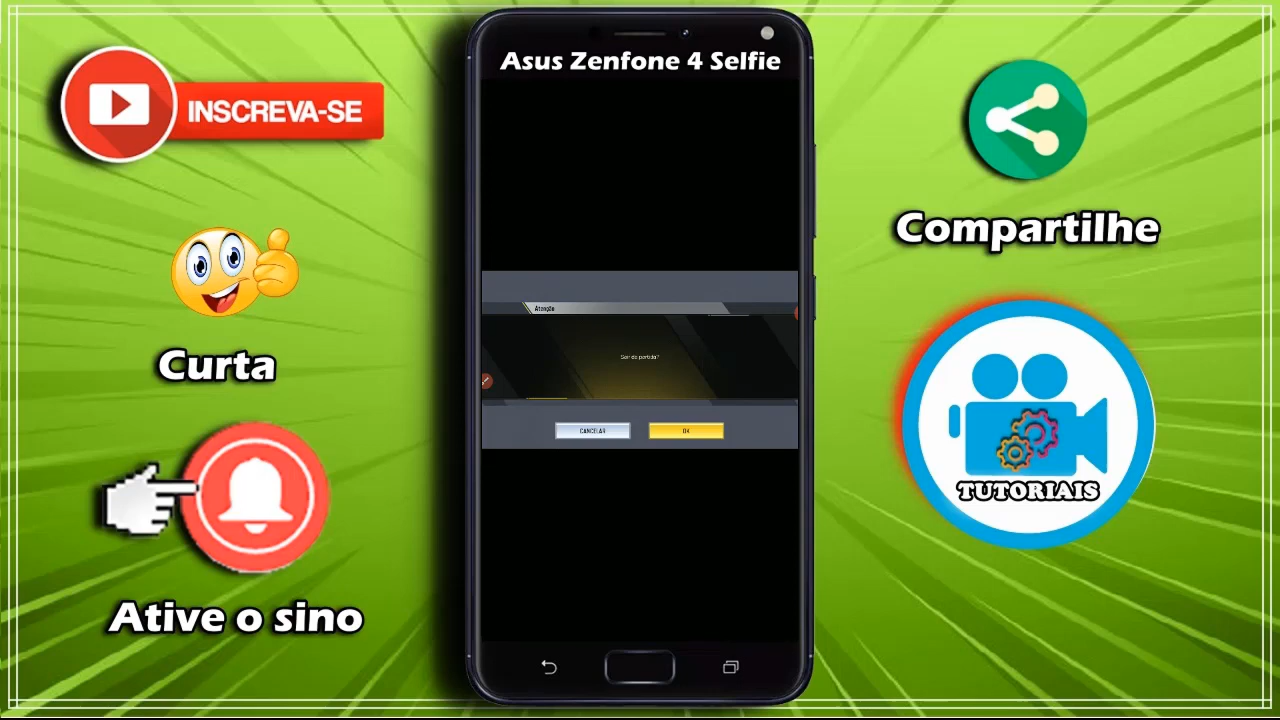 Asus Zenfone 4 Selfie
INSCREVA-SE
Curta
Ative o sino
Atenção
Sair da partida?
CANCELAR
OK
Compartilhe
TUTORIAIS